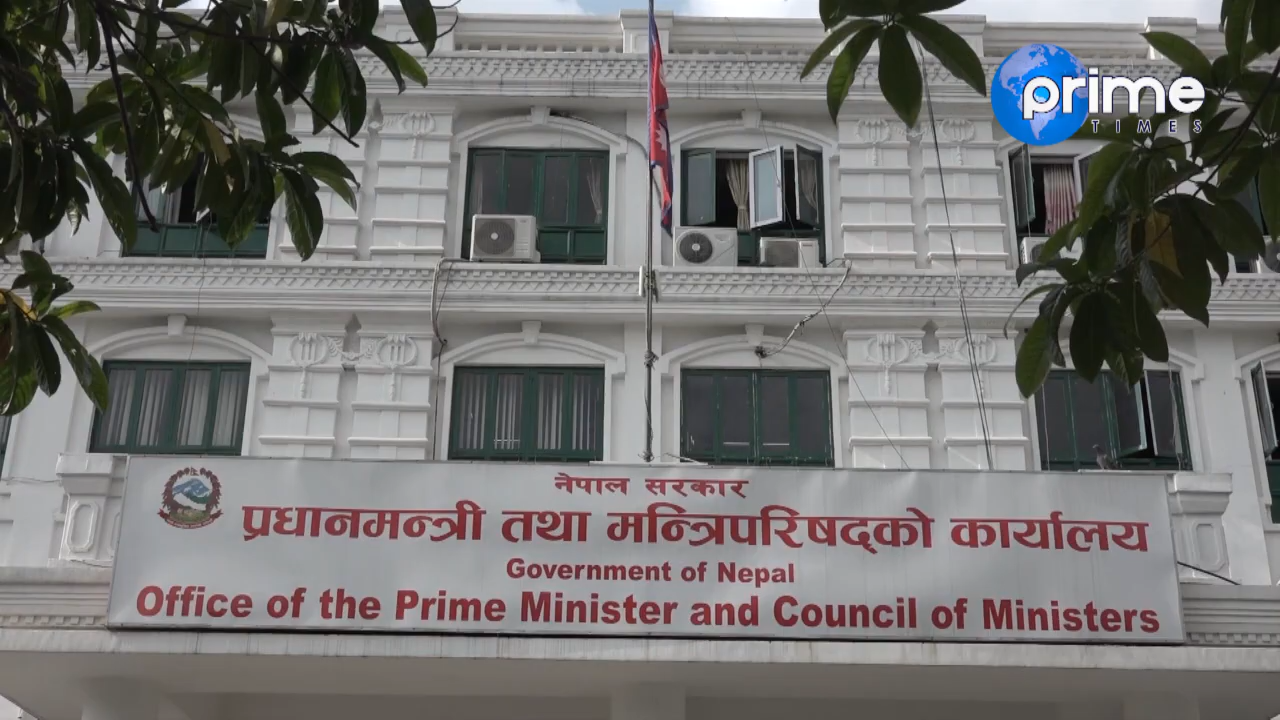 prime
TIMES
नेपाल सरकार
प्रधानमन्त्री तथा मन्त्रिपरिषद्को कार्यालय
Government of Nepal
Office of the Prime Minister and Council of Ministers